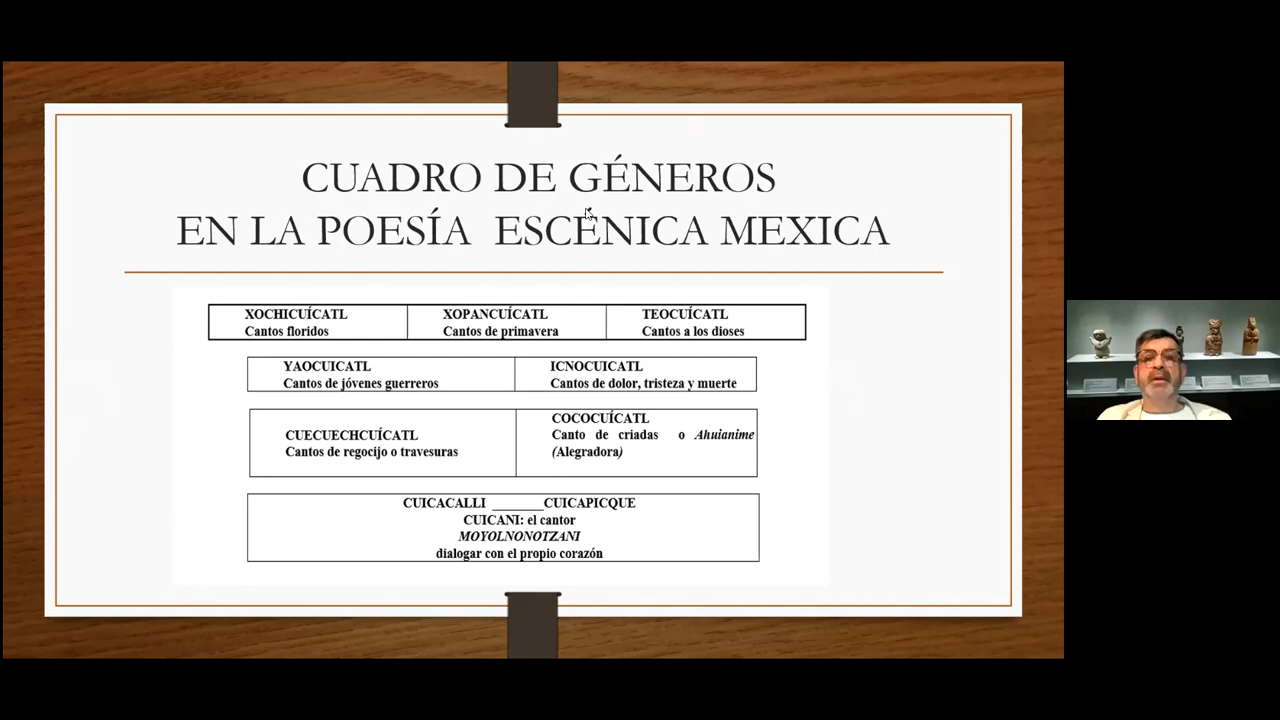 CUADRO DE GÉNEROS
EN LA POESÍA ESCÉNICA MEXICA
XOCHICUÍCATL
Cantos floridos
XOPANCUÍCATL
Cantos de primavera
TEOCUÍCATL
Cantos a los dioses
YAOCUICATL
Cantos de jóvenes guerreros
ICNOCUICATL
Cantos de dolor, tristeza y muerte
CUECUECHCUÍCATL
Cantos de regocijo o travesuras
COCOCUÍCATL
Canto de criadas o Ahuianime
(Alegradora)
CUICACALLI _______CUICAPICQUE
CUICANI: el cantor
MOYOLNONOTZANI
dialogar con el propio corazón